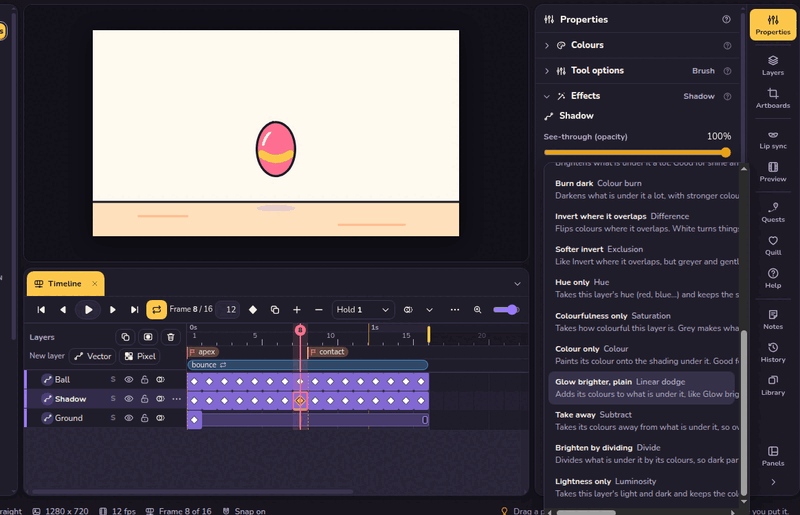 Properties
Colours
Tool options Brush
Effects Shadow
Shadow
See-through (opacity) 100%
Burn dark Colour burn
Darkens what is under it a lot, with stronger colou
Invert where it overlaps Difference
Flips colours where it overlaps. White turns things
Softer invert Exclusion
Like Invert where it overlaps, but greyer and gentl
Hue only Hue
Takes this layer's hue (red, blue...) and keeps the s
Colourfulness only Saturation
Takes how colourful this layer is. Grey makes wha
Colour only Colour
Paints its colour onto the shading under it. Good f
Glow brighter, plain Linear dodge
Adds its colours to what is under it, like Glow brig
Take away Subtract
Takes its colours away from what is under it, so ov
Brighten by dividing Divide
Divides what is under it by its colours, so dark par
Lightness only Luminosity
Takes this layer's light and dark and keeps the col
Properties
Layers
Artboards
Lip sync
Preview
Quests
Quill
Help
Notes
History
Library
Panels
Timeline
Frame 8 / 16 12 Hold 1
Layers
0s 1s
1 5 8 10 15 20
New layer Vector Pixel
apex contact
bounce
Ball S
Shadow S
Ground S
raight 1280 x 720 12 fps Frame 8 of 16 Snap on
Drag a p
you put it.